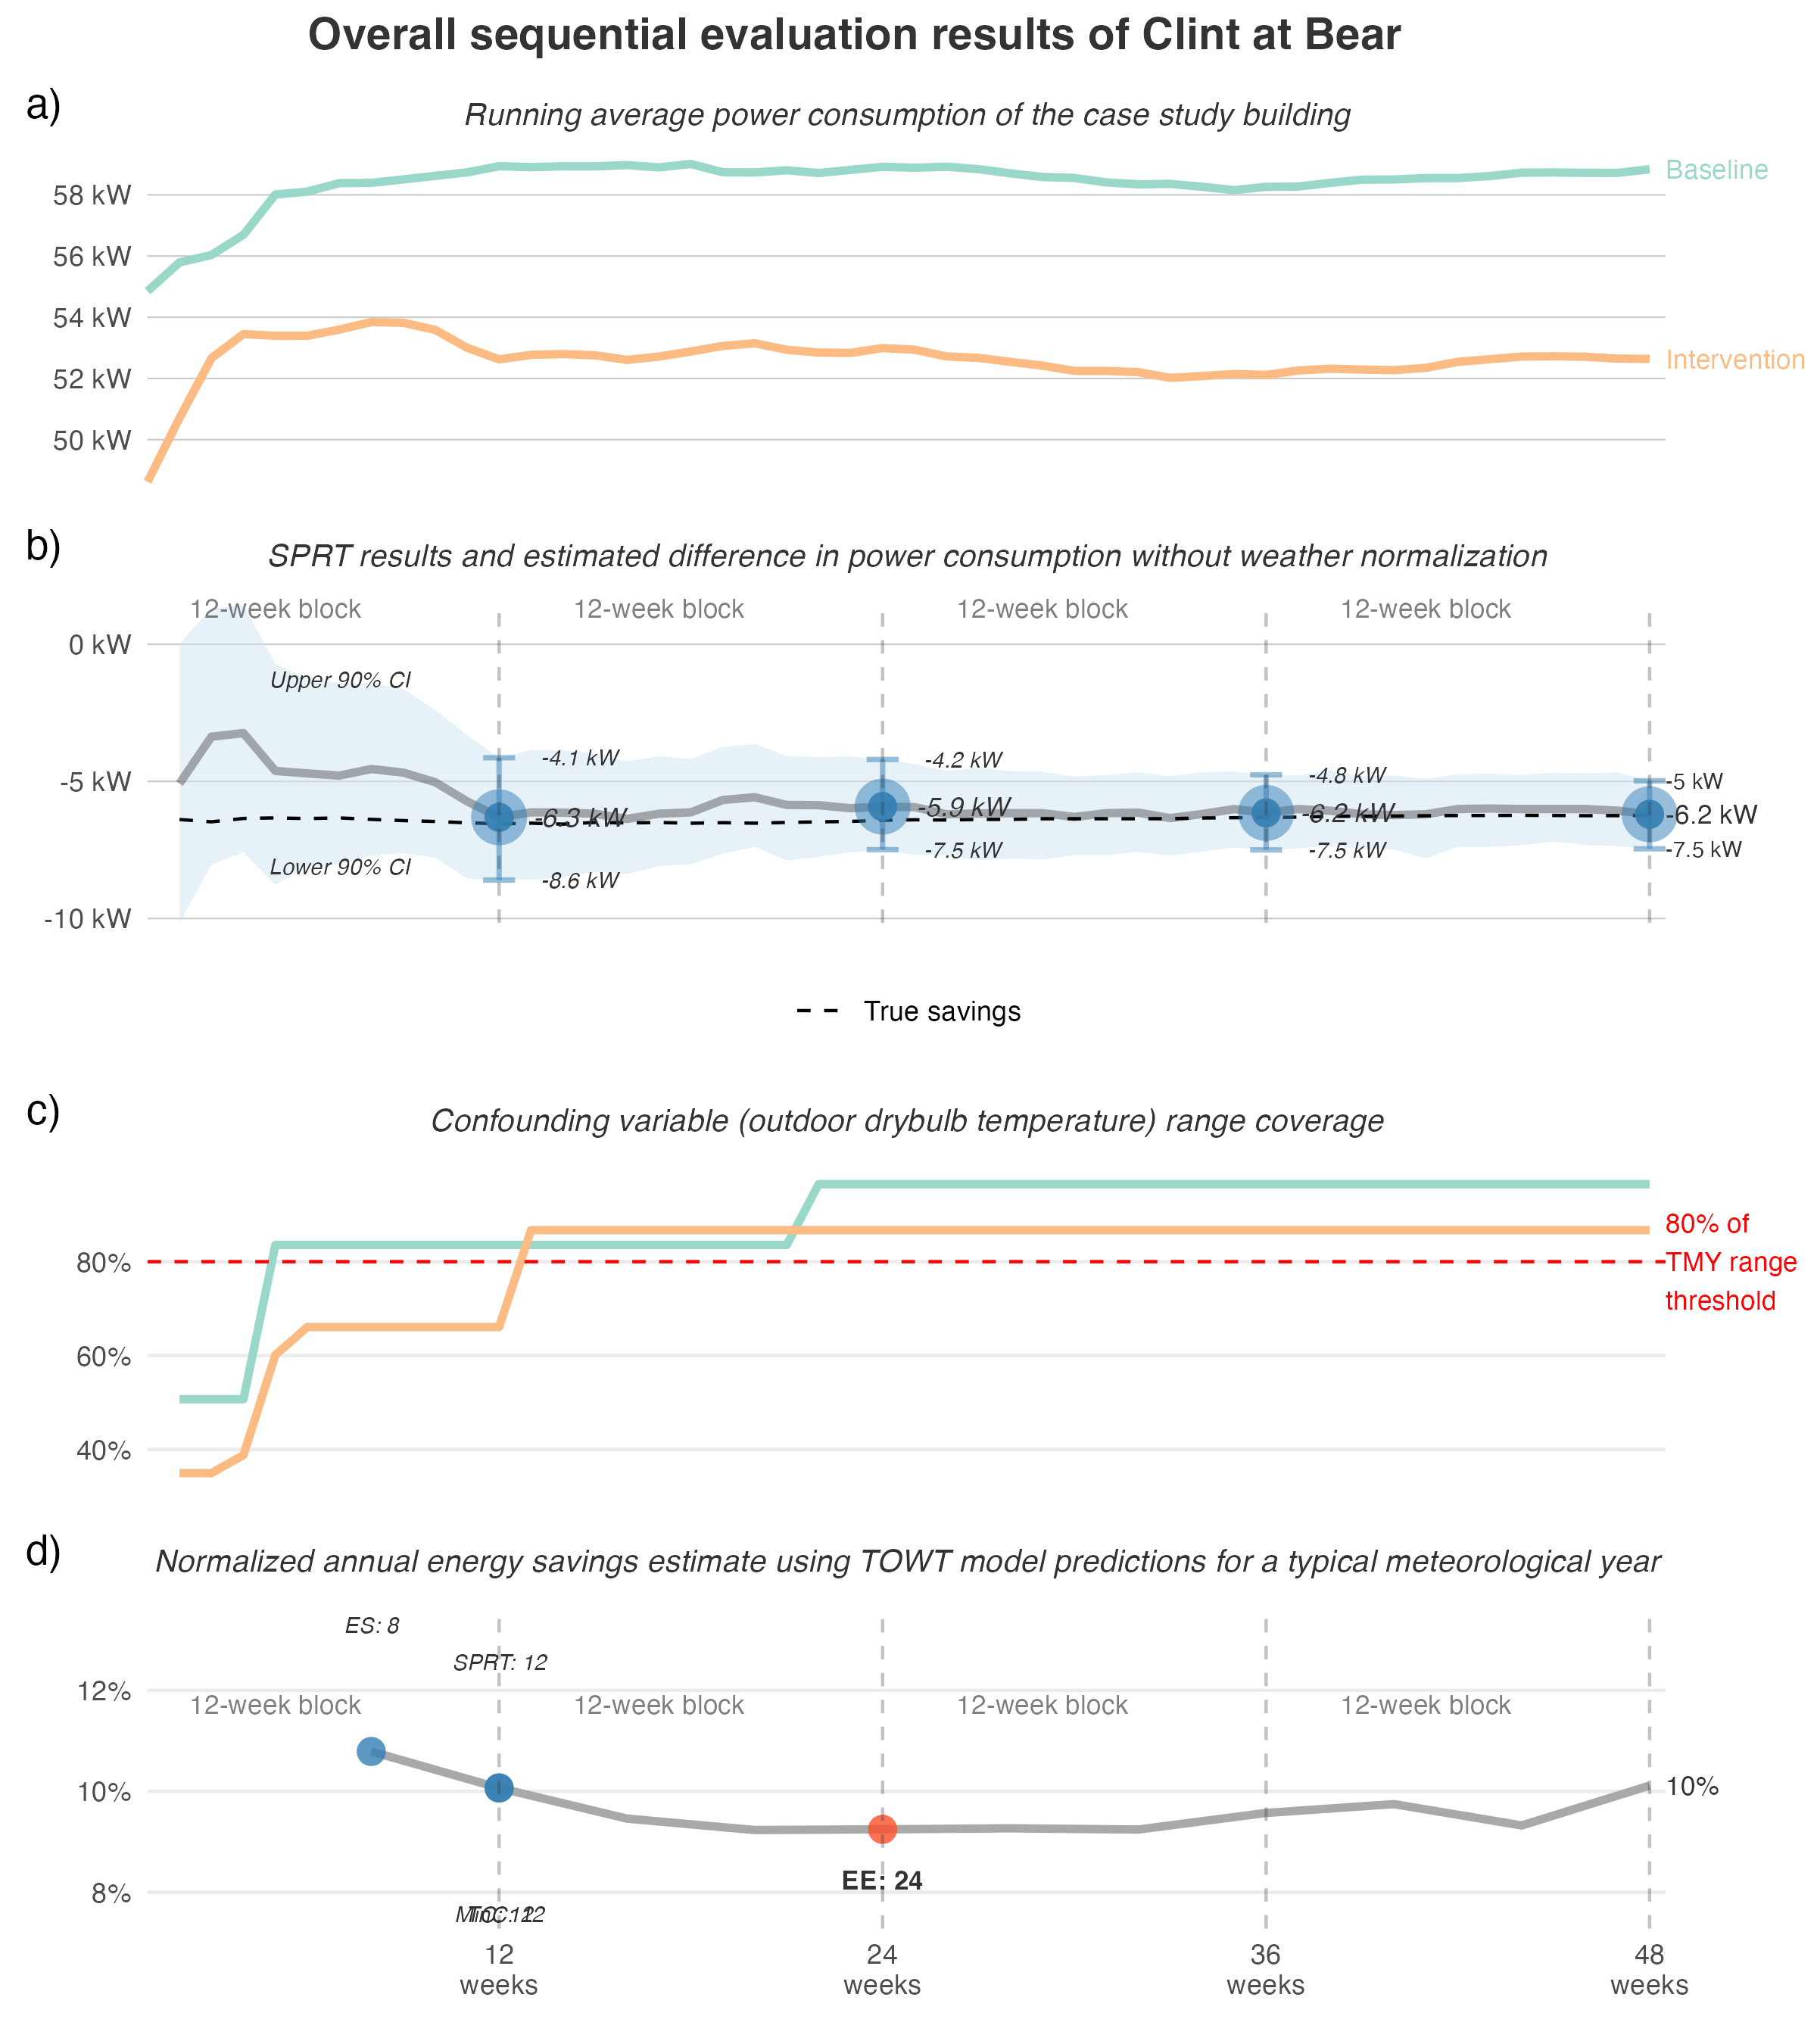 Overall sequential evaluation results of Clint at Bear
a)
Running average power consumption of the case study building
58 kW
56 kW
54 kW
52 kW
50 kW
Baseline
Intervention
b)
SPRT results and estimated difference in power consumption without weather normalization
12-week block 12-week block 12-week block 12-week block
0 kW
-5 kW
-10 kW
Upper 90% CI
Lower 90% CI
-4.1 kW
-6.3 kW
-8.6 kW
-4.2 kW
-5.9 kW
-7.5 kW
-4.8 kW
-6.2 kW
-7.5 kW
-5 kW
-6.2 kW
-7.5 kW
True savings
c)
Confounding variable (outdoor drybulb temperature) range coverage
80%
60%
40%
80% of
TMY range
threshold
d)
Normalized annual energy savings estimate using TOWT model predictions for a typical meteorological year
ES: 8
SPRT: 12
12%
10%
8%
12-week block 12-week block 12-week block 12-week block
10%
EE: 24
12
weeks
24
weeks
36
weeks
48
weeks